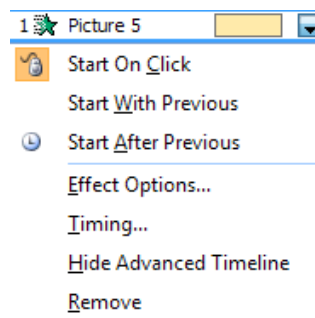 1 Picture 5
Start On Click
Start With Previous
Start After Previous
Effect Options...
Timing...
Hide Advanced Timeline
Remove